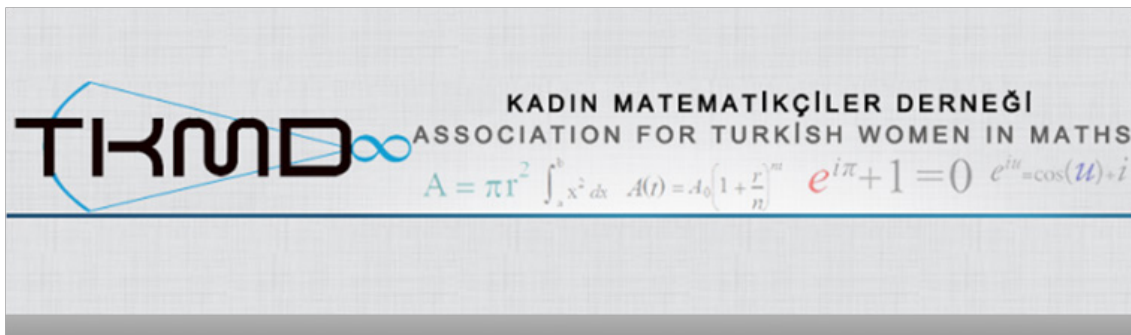 TKMD
KADIN MATEMATİKÇİLER DERNEĞİ
ASSOCIATION FOR TURKİSH WOMEN IN MATHS
A = πr² ∫ₐᵇ x² dx A(t) = A₀(1 + r/n)ⁿᵗ e^{iπ}+1=0 e^{iu}=cos(u)+i